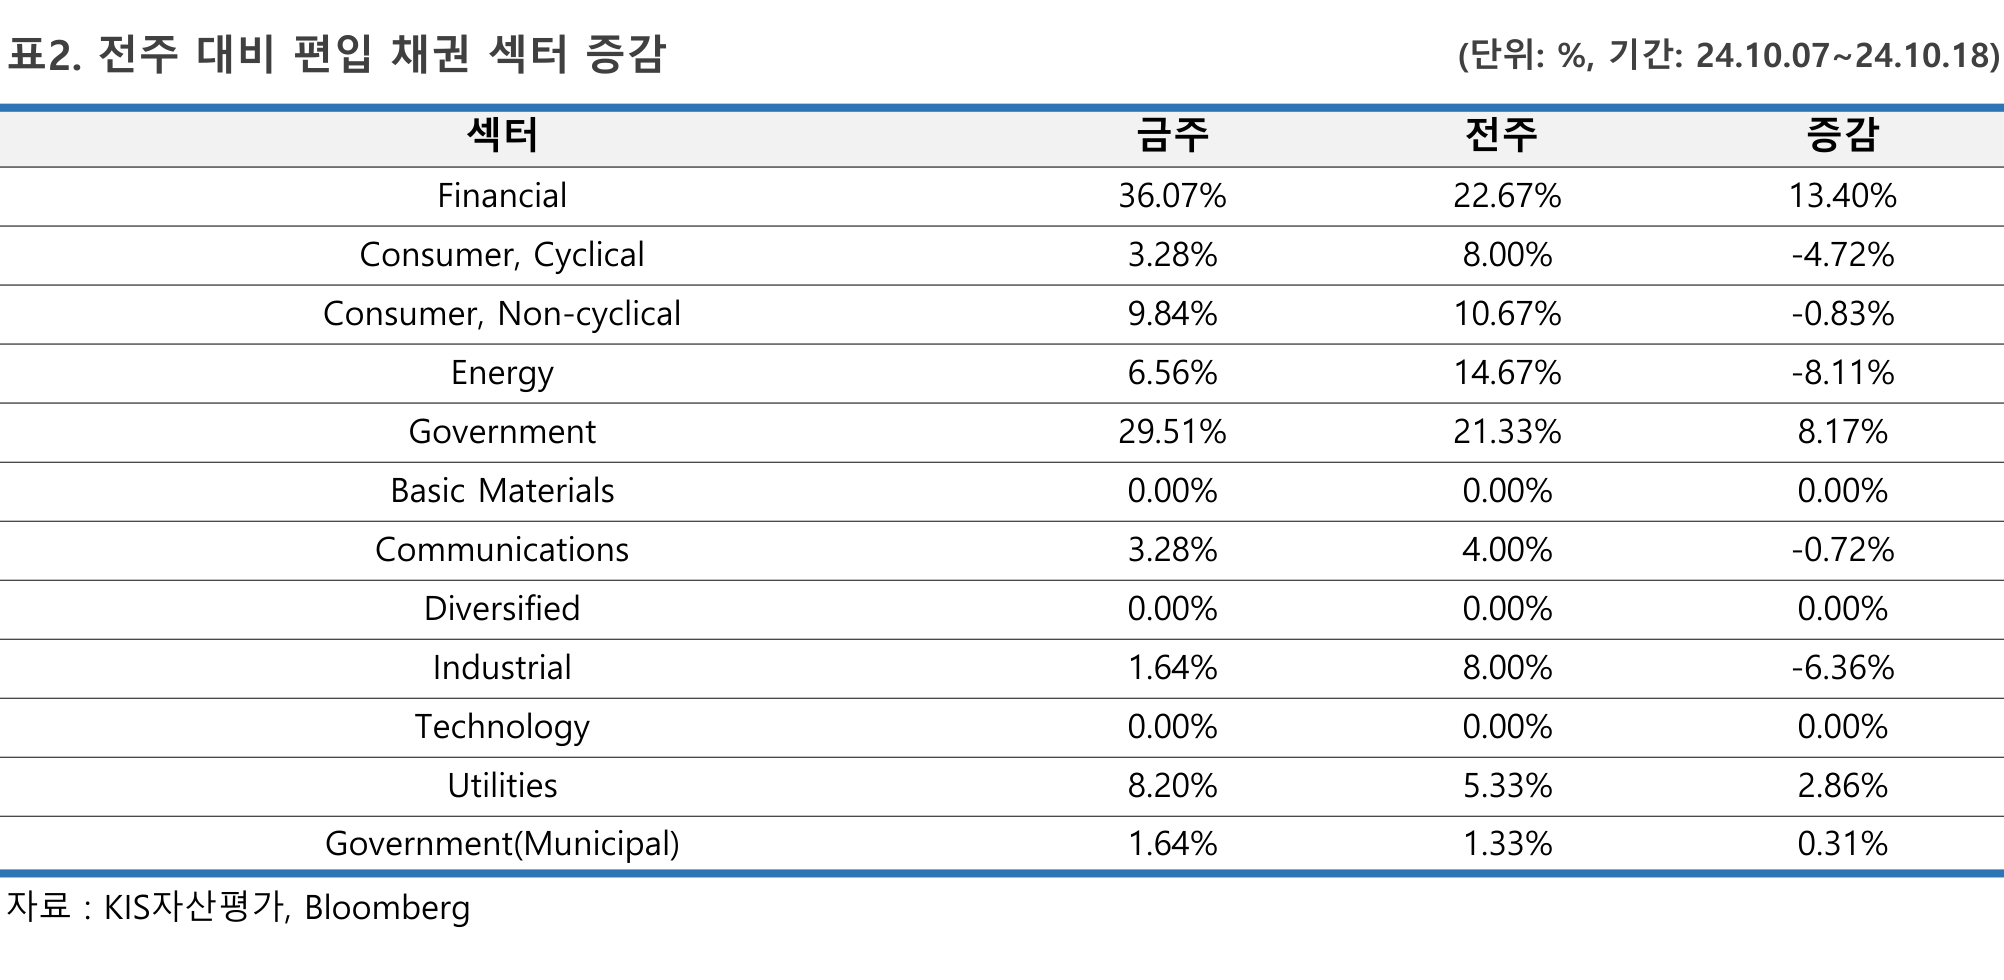 표2. 전주 대비 편입 채권 섹터 증감 (단위: %, 기간: 24.10.07~24.10.18)
섹터 금주 전주 증감
Financial 36.07% 22.67% 13.40%
Consumer, Cyclical 3.28% 8.00% -4.72%
Consumer, Non-cyclical 9.84% 10.67% -0.83%
Energy 6.56% 14.67% -8.11%
Government 29.51% 21.33% 8.17%
Basic Materials 0.00% 0.00% 0.00%
Communications 3.28% 4.00% -0.72%
Diversified 0.00% 0.00% 0.00%
Industrial 1.64% 8.00% -6.36%
Technology 0.00% 0.00% 0.00%
Utilities 8.20% 5.33% 2.86%
Government(Municipal) 1.64% 1.33% 0.31%
자료 : KIS자산평가, Bloomberg